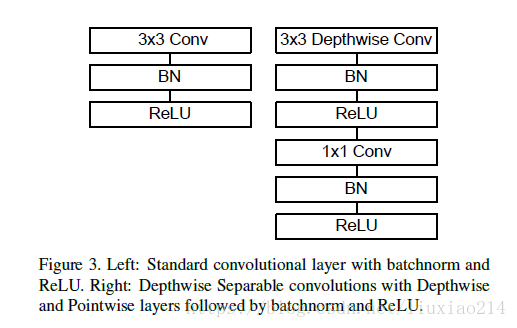 3x3 Conv
BN
ReLU
3x3 Depthwise Conv
BN
ReLU
1x1 Conv
BN
ReLU
Figure 3. Left: Standard convolutional layer with batchnorm and
ReLU. Right: Depthwise Separable convolutions with Depthwise
and Pointwise layers followed by batchnorm and ReLU.